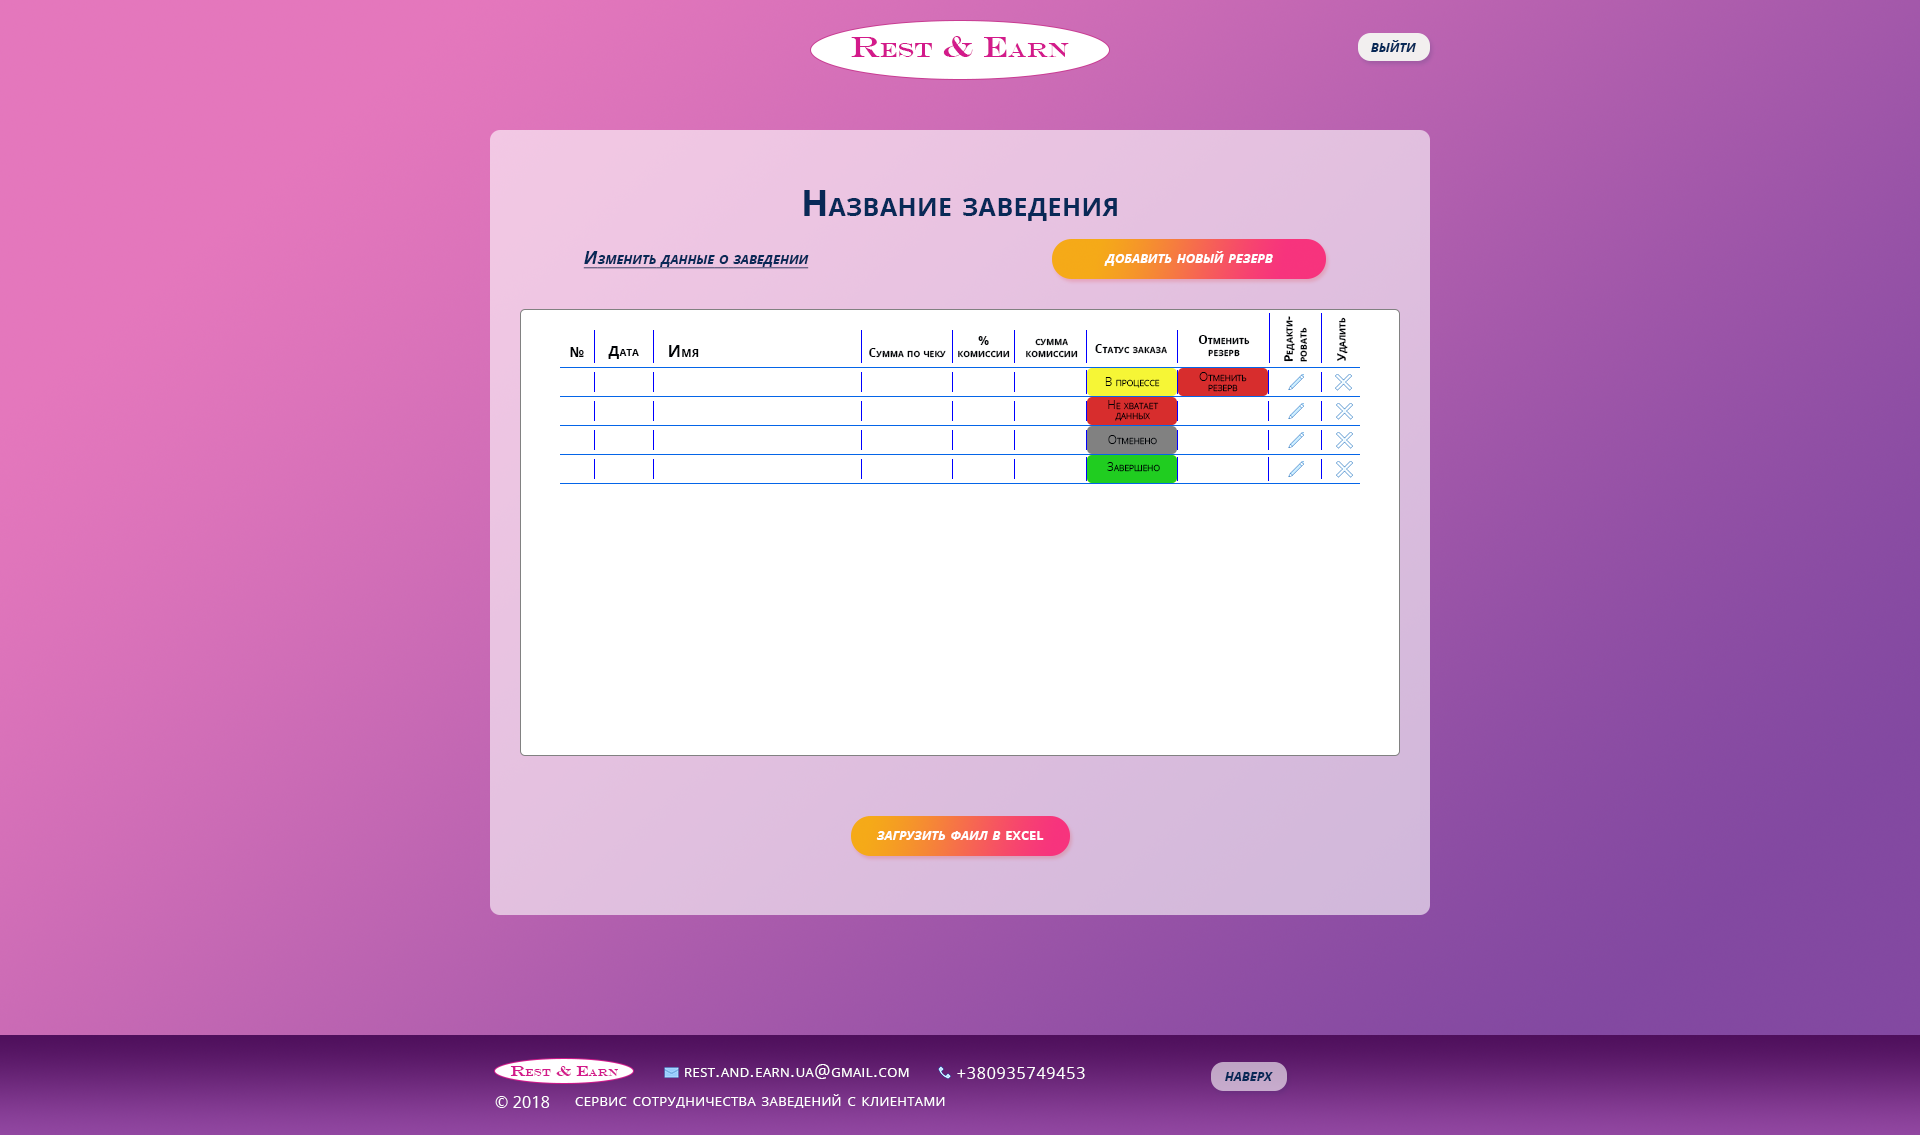 Rest & Earn
ВЫЙТИ
Название заведения
Изменить данные о заведении
ДОБАВИТЬ НОВЫЙ РЕЗЕРВ
№
Дата
Имя
Сумма по чеку
%
комиссии
сумма
комиссии
Статус заказа
Отменить
резерв
Редакти-
ровать
Удалить
В процессе
Отменить
резерв
Не хватает
данных
Отменено
Завершено
ЗАГРУЗИТЬ ФАИЛ В EXCEL
Rest & Earn
rest.and.earn.ua@gmail.com
+380935749453
НАВЕРХ
© 2018
сервис сотрудничества заведений с клиентами